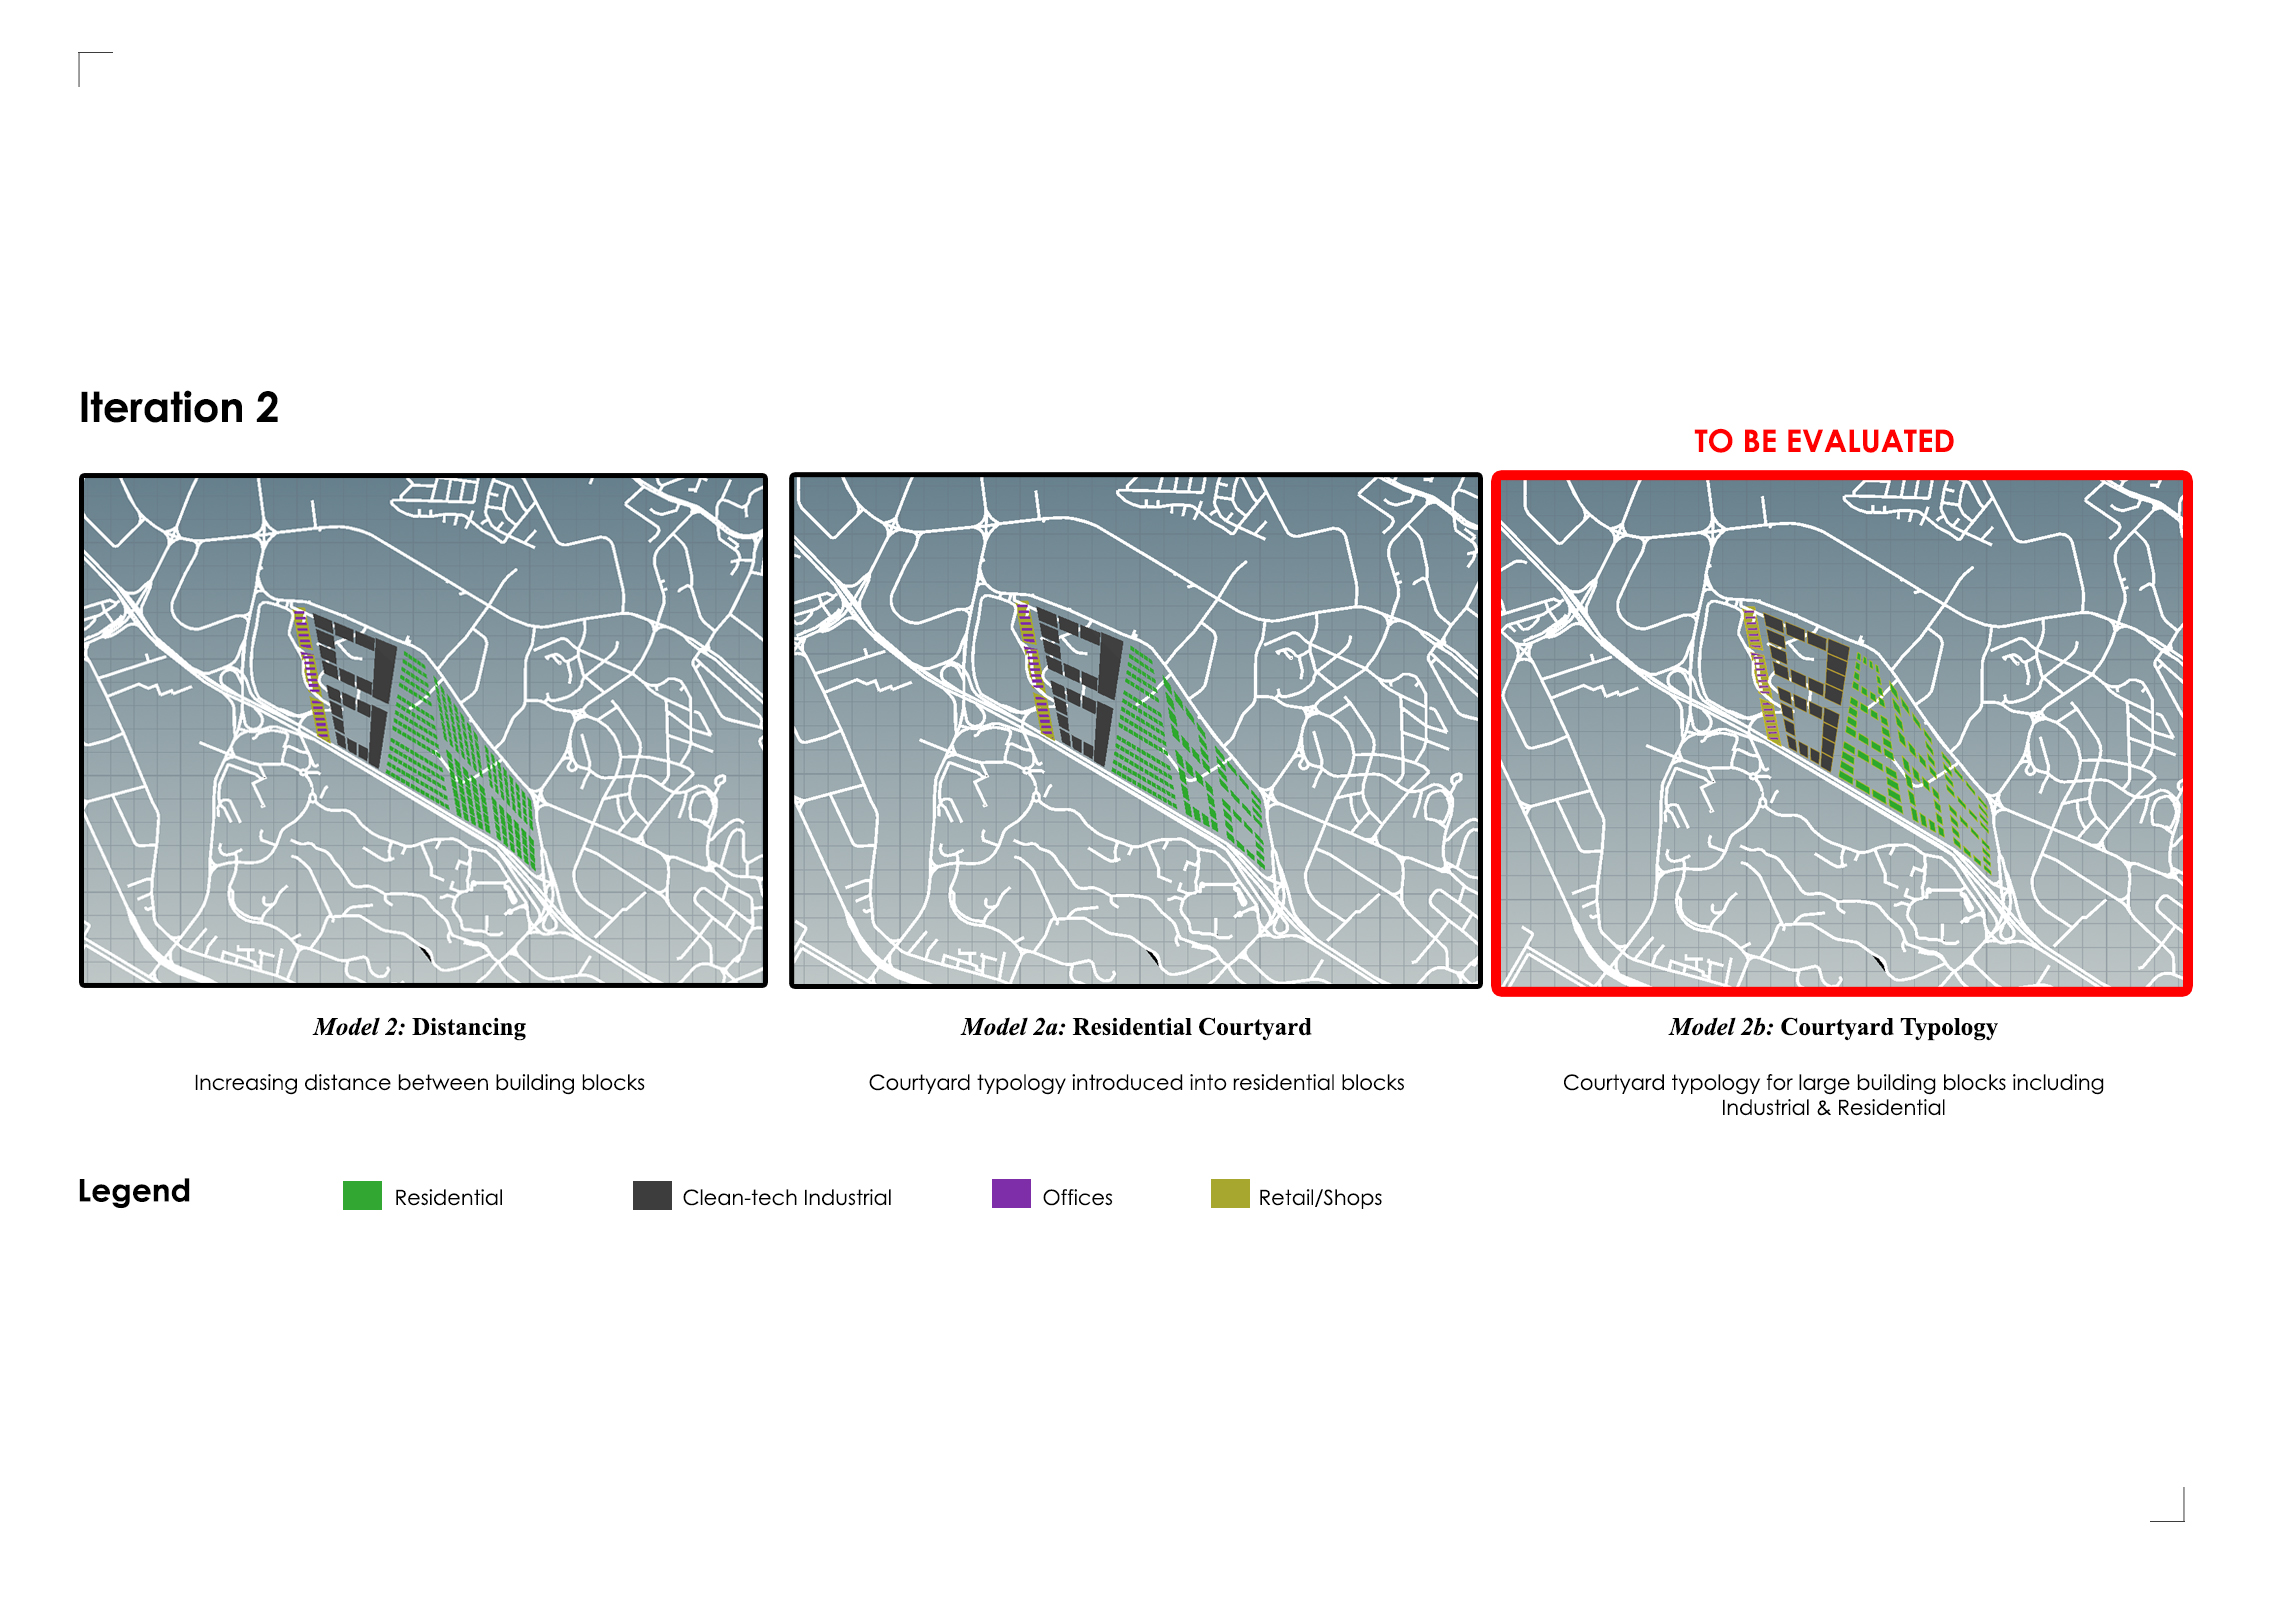 Iteration 2
TO BE EVALUATED
Model 2: Distancing
Increasing distance between building blocks
Model 2a: Residential Courtyard
Courtyard typology introduced into residential blocks
Model 2b: Courtyard Typology
Courtyard typology for large building blocks including
Industrial & Residential
Legend
Residential
Clean-tech Industrial
Offices
Retail/Shops